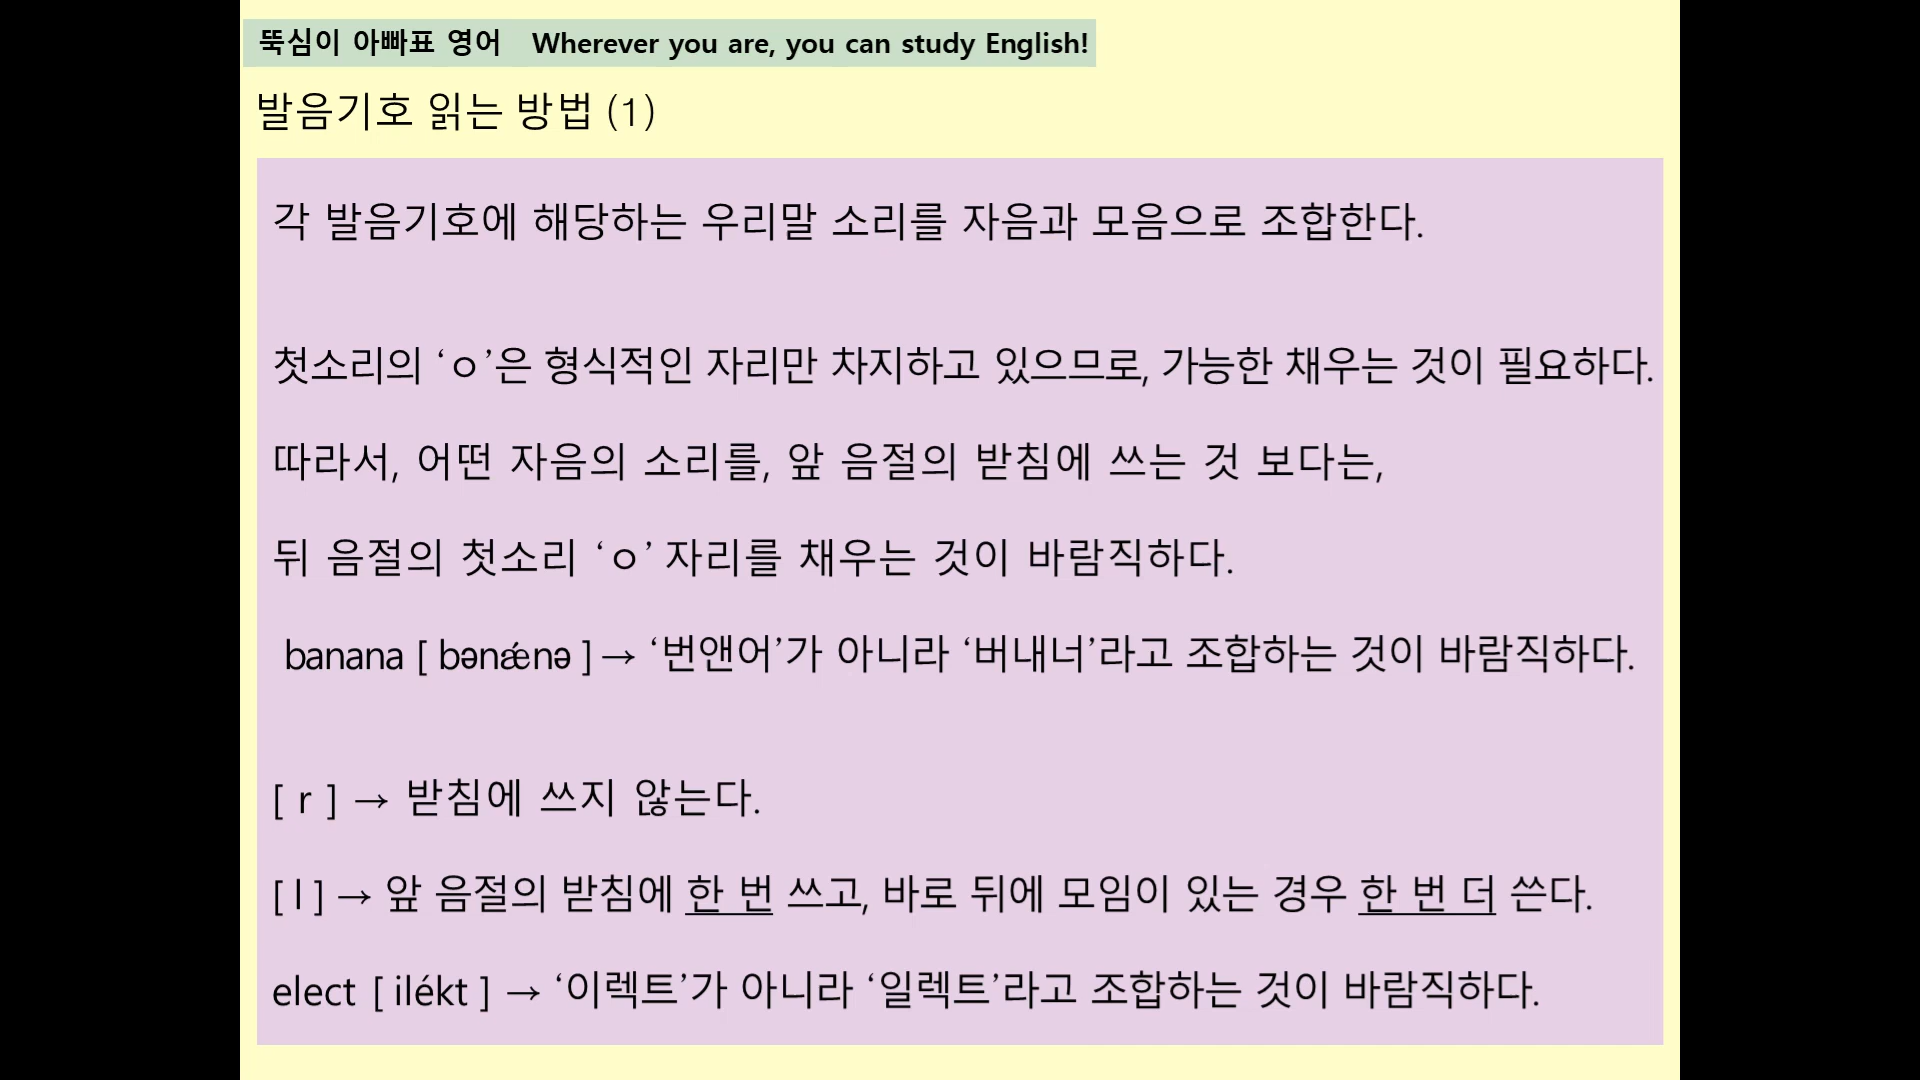 뚝심이 아빠표 영어 Wherever you are, you can study English!
발음기호 읽는 방법 (1)
각 발음기호에 해당하는 우리말 소리를 자음과 모음으로 조합한다.
첫소리의 ‘ㅇ’은 형식적인 자리만 차지하고 있으므로, 가능한 채우는 것이 필요하다.
따라서, 어떤 자음의 소리를, 앞 음절의 받침에 쓰는 것 보다는,
뒤 음절의 첫소리 ‘ㅇ’ 자리를 채우는 것이 바람직하다.
banana [ bənǽnə ] → ‘번앤어’가 아니라 ‘버내너’라고 조합하는 것이 바람직하다.
[ r ] → 받침에 쓰지 않는다.
[ l ] → 앞 음절의 받침에 한 번 쓰고, 바로 뒤에 모임이 있는 경우 한 번 더 쓴다.
elect [ ilékt ] → ‘이렉트’가 아니라 ‘일렉트’라고 조합하는 것이 바람직하다.